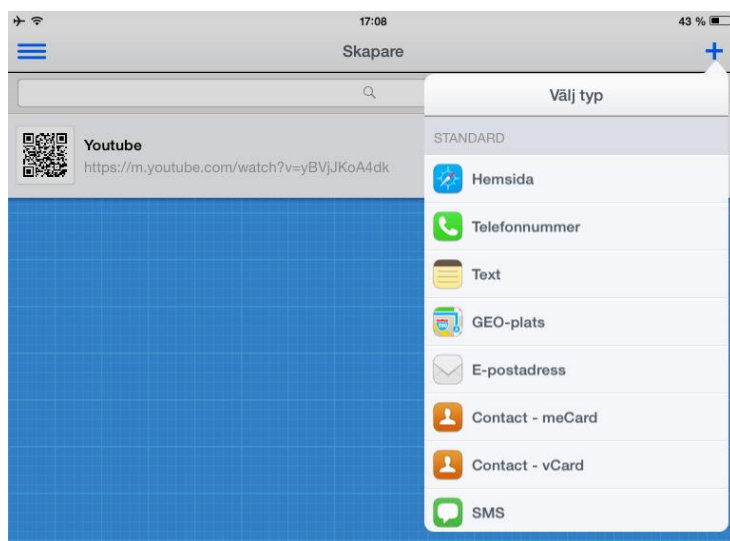 17:08
43 %
Skapare
Välj typ
Youtube
https://m.youtube.com/watch?v=yBVjJKoA4dk
STANDARD
Hemsida
Telefonnummer
Text
GEO-plats
E-postadress
Contact - meCard
Contact - vCard
SMS